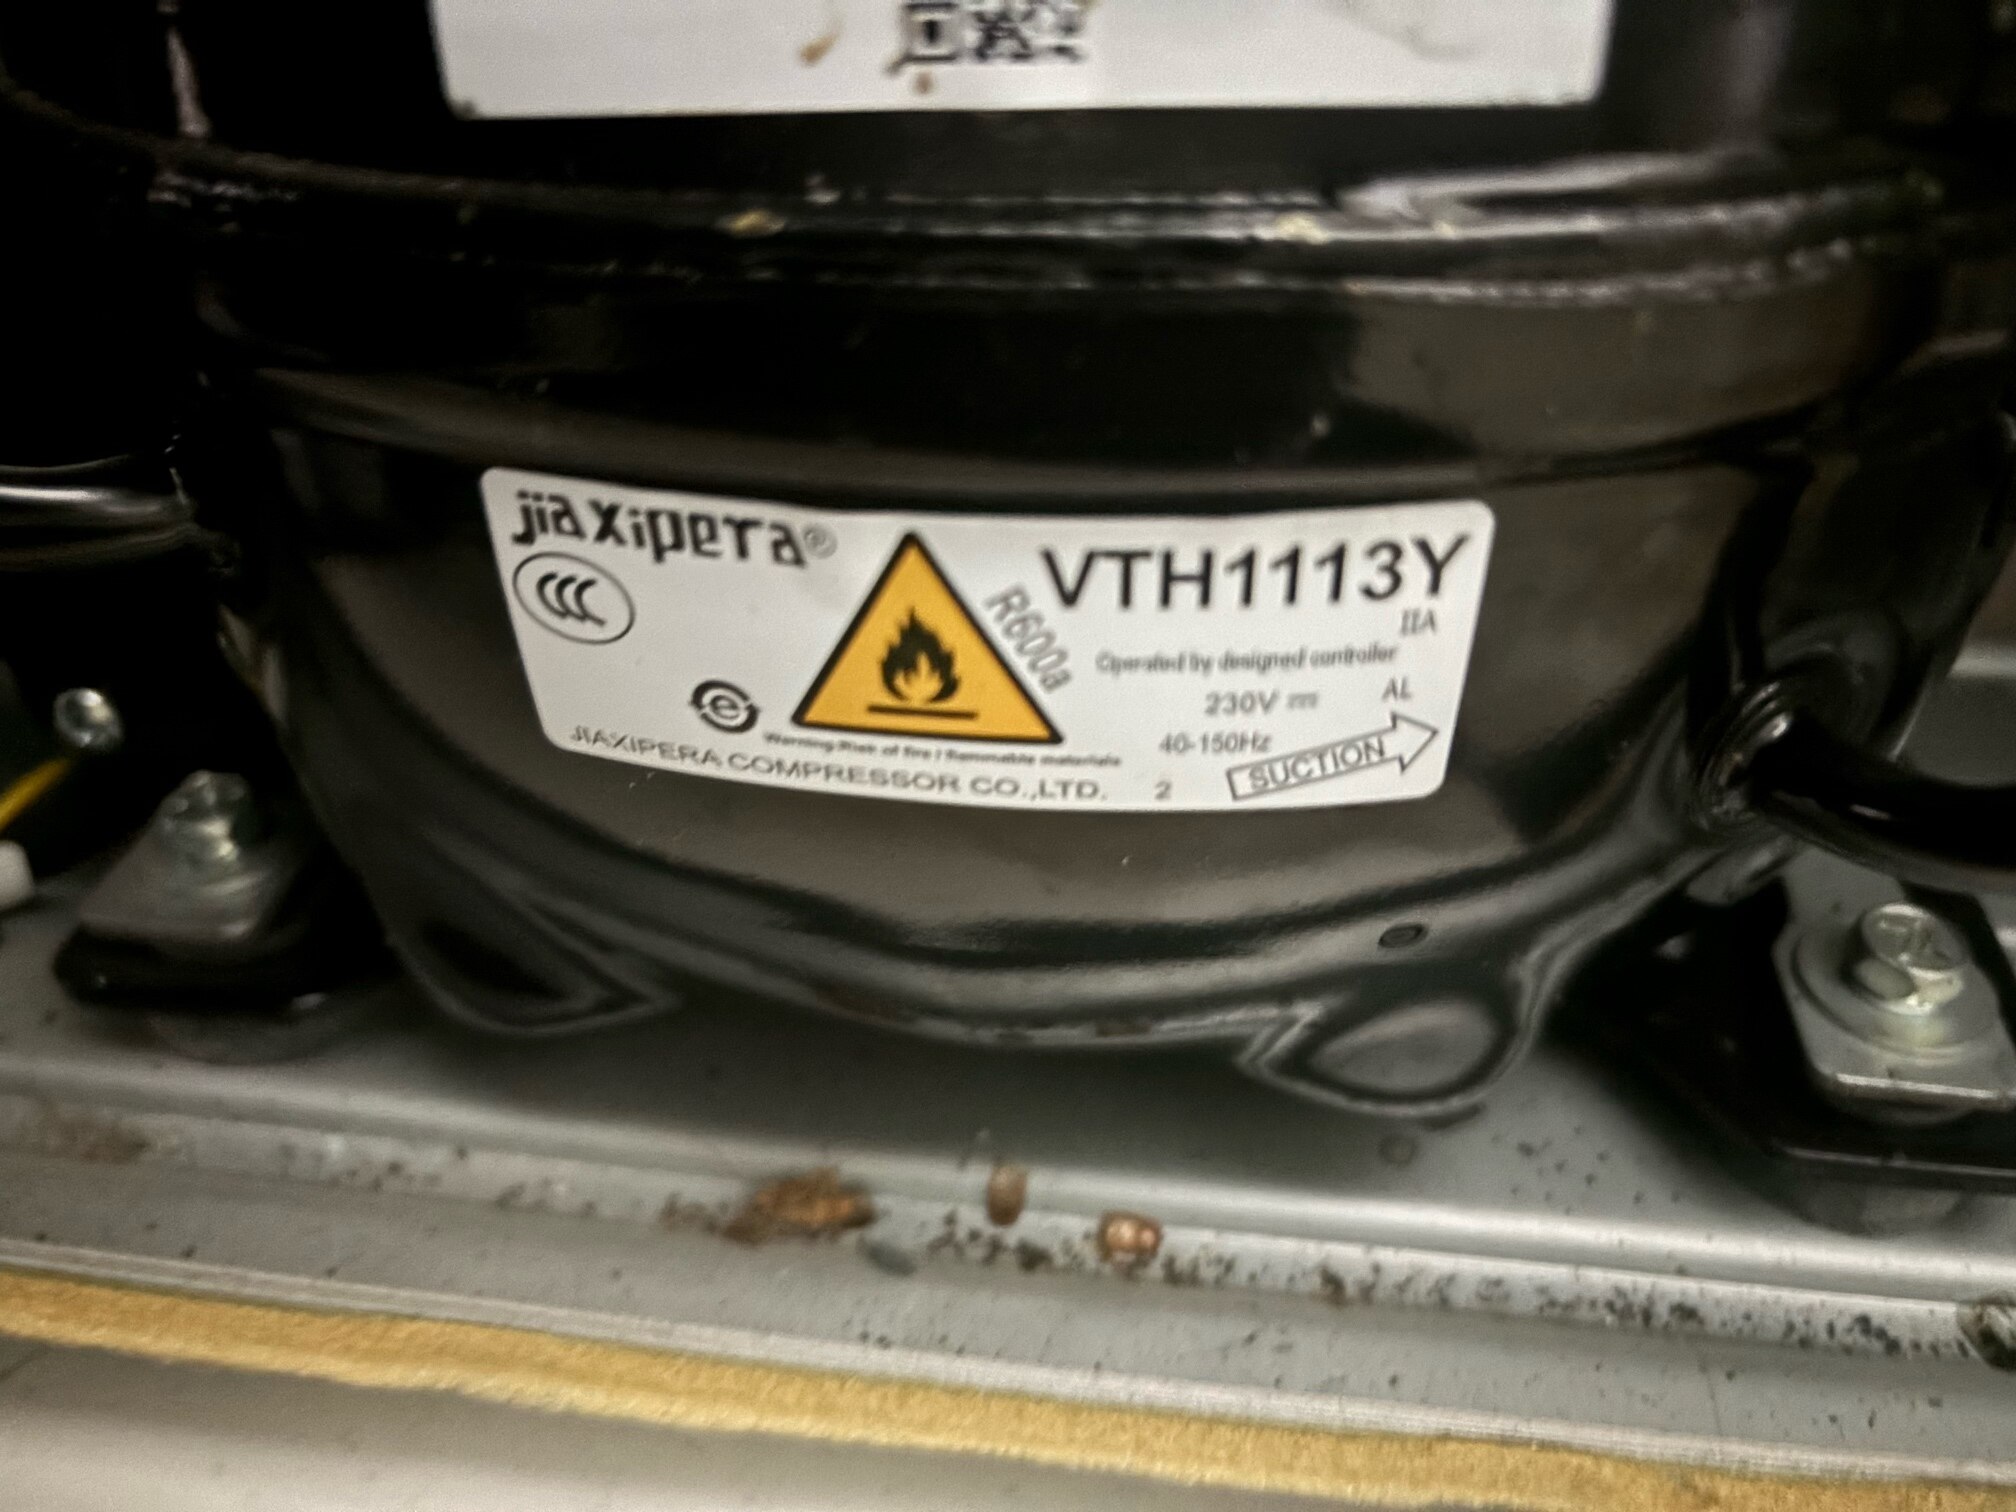 jiaxipera®
VTH1113Y
IIA
R600a
Operated by designed controller
230V ⎓
AL
40-150Hz
SUCTION
Warning:Risk of fire / flammable materials
JIAXIPERA COMPRESSOR CO.,LTD.
2
CCC
e